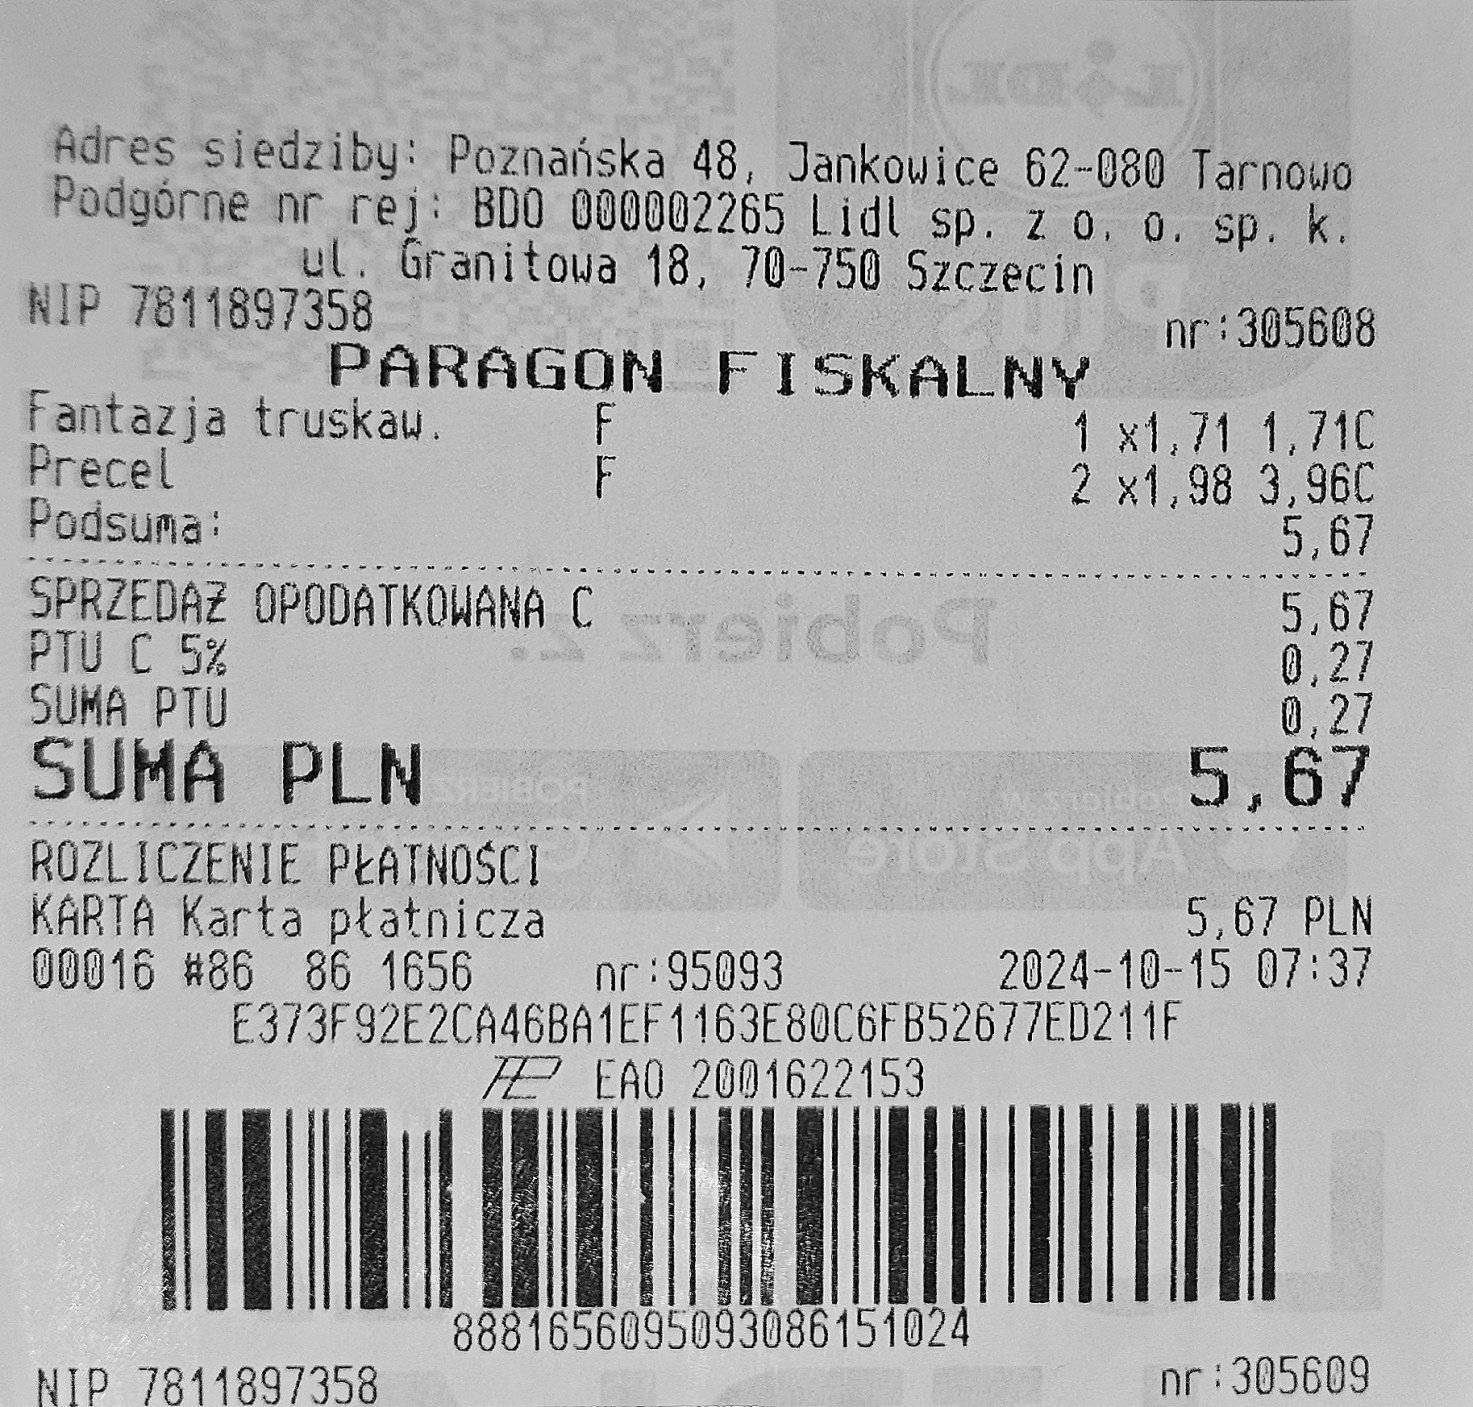 Adres siedziby: Poznańska 48, Jankowice 62-080 Tarnowo
Podgórne nr rej: BDO 000002265 Lidl sp. z o. o. sp. k.
ul. Granitowa 18, 70-750 Szczecin
NIP 7811897358 nr:305608
PARAGON FISKALNY
Fantazja truskaw. F 1 x1,71 1,71C
Precel F 2 x1,98 3,96C
Podsuma: 5,67
SPRZEDAŻ OPODATKOWANA C 5,67
PTU C 5% 0,27
SUMA PTU 0,27
SUMA PLN 5,67
ROZLICZENIE PŁATNOŚCI
KARTA Karta płatnicza 5,67 PLN
00016 #86 86 1656 nr:95093 2024-10-15 07:37
E373F92E2CA46BA1EF1163E80C6FB52677ED211F
EAO 2001622153
88816560950930861510​24
NIP 7811897358 nr:305609